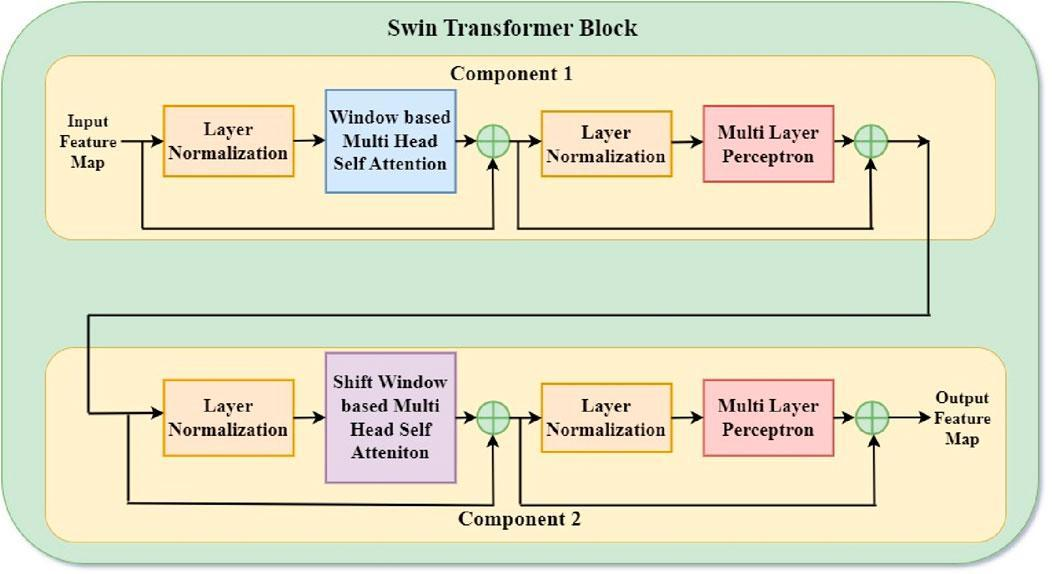 Swin Transformer Block
Component 1
Input
Feature
Map
Layer
Normalization
Window based
Multi Head
Self Attention
Layer
Normalization
Multi Layer
Perceptron
Layer
Normalization
Shift Window
based Multi
Head Self
Atteniton
Layer
Normalization
Multi Layer
Perceptron
Output
Feature
Map
Component 2